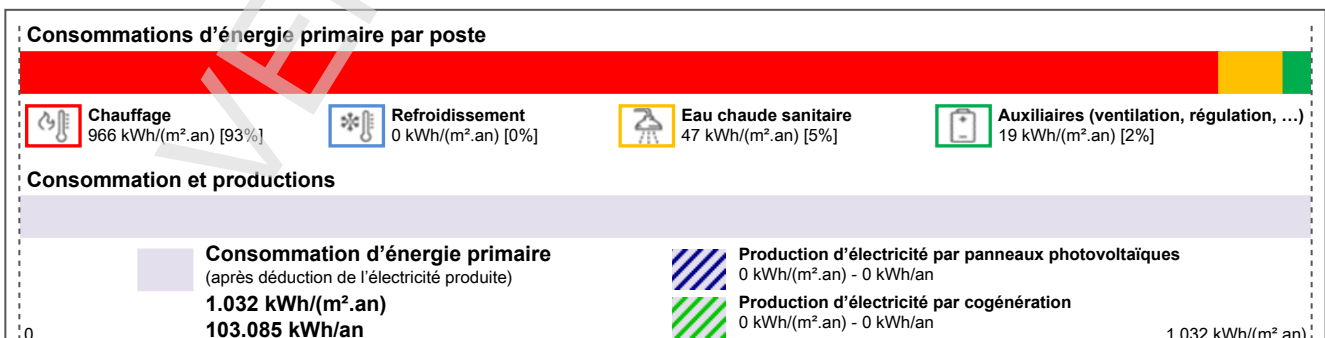 Consommations d'énergie primaire par poste
Chauffage
966 kWh/(m².an) [93%]
Refroidissement
0 kWh/(m².an) [0%]
Eau chaude sanitaire
47 kWh/(m².an) [5%]
Auxiliaires (ventilation, régulation, …)
19 kWh/(m².an) [2%]
Consommation et productions
Consommation d'énergie primaire
(après déduction de l'électricité produite)
1.032 kWh/(m².an)
103.085 kWh/an
Production d'électricité par panneaux photovoltaïques
0 kWh/(m².an) - 0 kWh/an
Production d'électricité par cogénération
0 kWh/(m².an) - 0 kWh/an
0
1.032 kWh/(m².an)